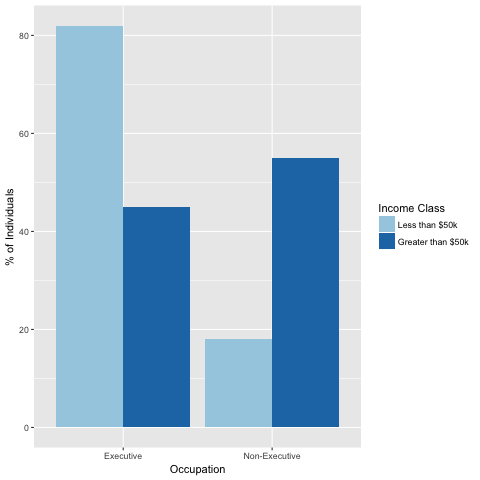 80
60
40
20
0
% of Individuals
Executive
Non-Executive
Occupation
Income Class
Less than $50k
Greater than $50k